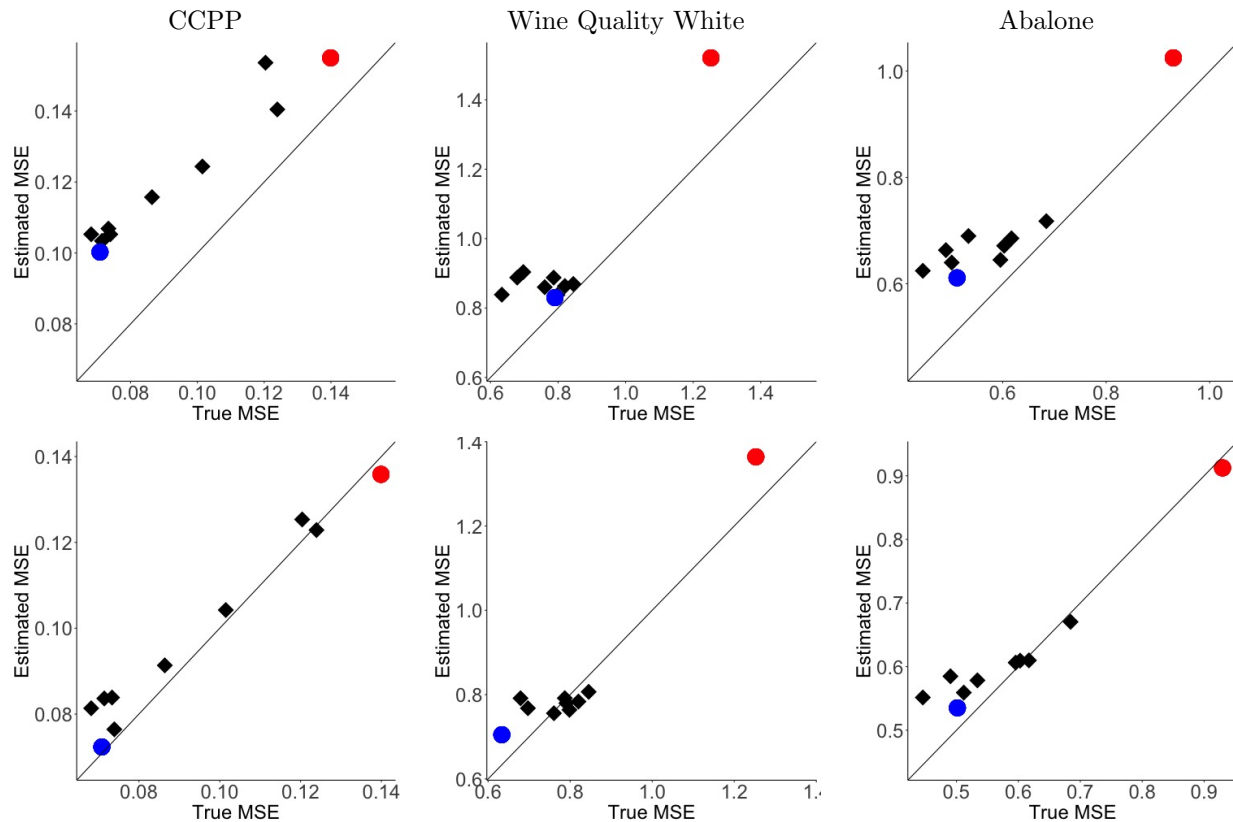 CCPP
Wine Quality White
Abalone
Estimated MSE
0.14
0.12
0.10
0.08
0.08 0.10 0.12 0.14
True MSE
Estimated MSE
1.4
1.2
1.0
0.8
0.6
0.6 0.8 1.0 1.2 1.4
True MSE
Estimated MSE
1.0
0.8
0.6
0.6 0.8 1.0
True MSE
Estimated MSE
0.14
0.12
0.10
0.08
0.08 0.10 0.12 0.14
True MSE
Estimated MSE
1.4
1.2
1.0
0.8
0.6
0.6 0.8 1.0 1.2 1.4
True MSE
Estimated MSE
0.9
0.8
0.7
0.6
0.5
0.5 0.6 0.7 0.8 0.9
True MSE